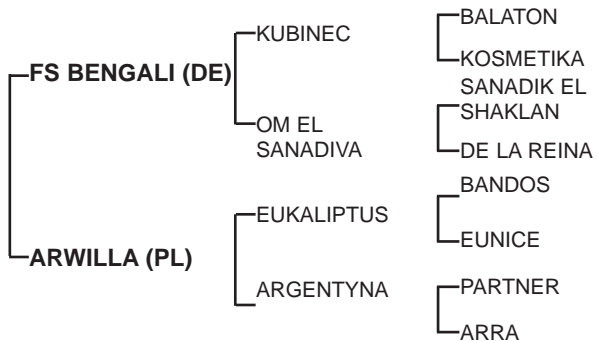 BALATON
KUBINEC
KOSMETIKA
FS BENGALI (DE)
SANADIK EL
SHAKLAN
OM EL
SANADIVA
DE LA REINA
BANDOS
EUKALIPTUS
EUNICE
ARWILLA (PL)
ARGENTYNA
PARTNER
ARRA